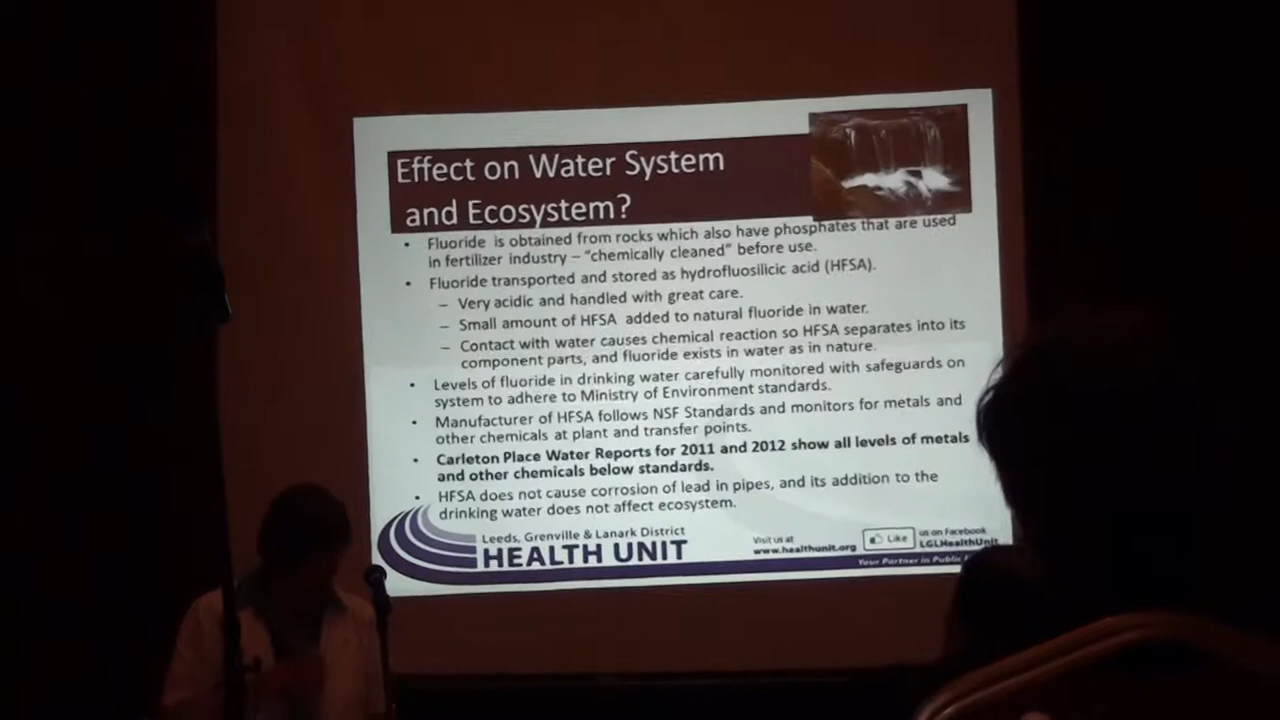 Effect on Water System
and Ecosystem?
• Fluoride is obtained from rocks which also have phosphates that are used
in fertilizer industry – “chemically cleaned” before use.
• Fluoride transported and stored as hydrofluosilicic acid (HFSA).
– Very acidic and handled with great care.
– Small amount of HFSA added to natural fluoride in water.
– Contact with water causes chemical reaction so HFSA separates into its
component parts, and fluoride exists in water as in nature.
• Levels of fluoride in drinking water carefully monitored with safeguards on
system to adhere to Ministry of Environment standards.
• Manufacturer of HFSA follows NSF Standards and monitors for metals and
other chemicals at plant and transfer points.
• Carleton Place Water Reports for 2011 and 2012 show all levels of metals
and other chemicals below standards.
• HFSA does not cause corrosion of lead in pipes, and its addition to the
drinking water does not affect ecosystem.
Leeds, Grenville & Lanark District
HEALTH UNIT
Visit us at
www.healthunit.org
Like
us on Facebook
LGLHealthUnit
Your Partner in Public